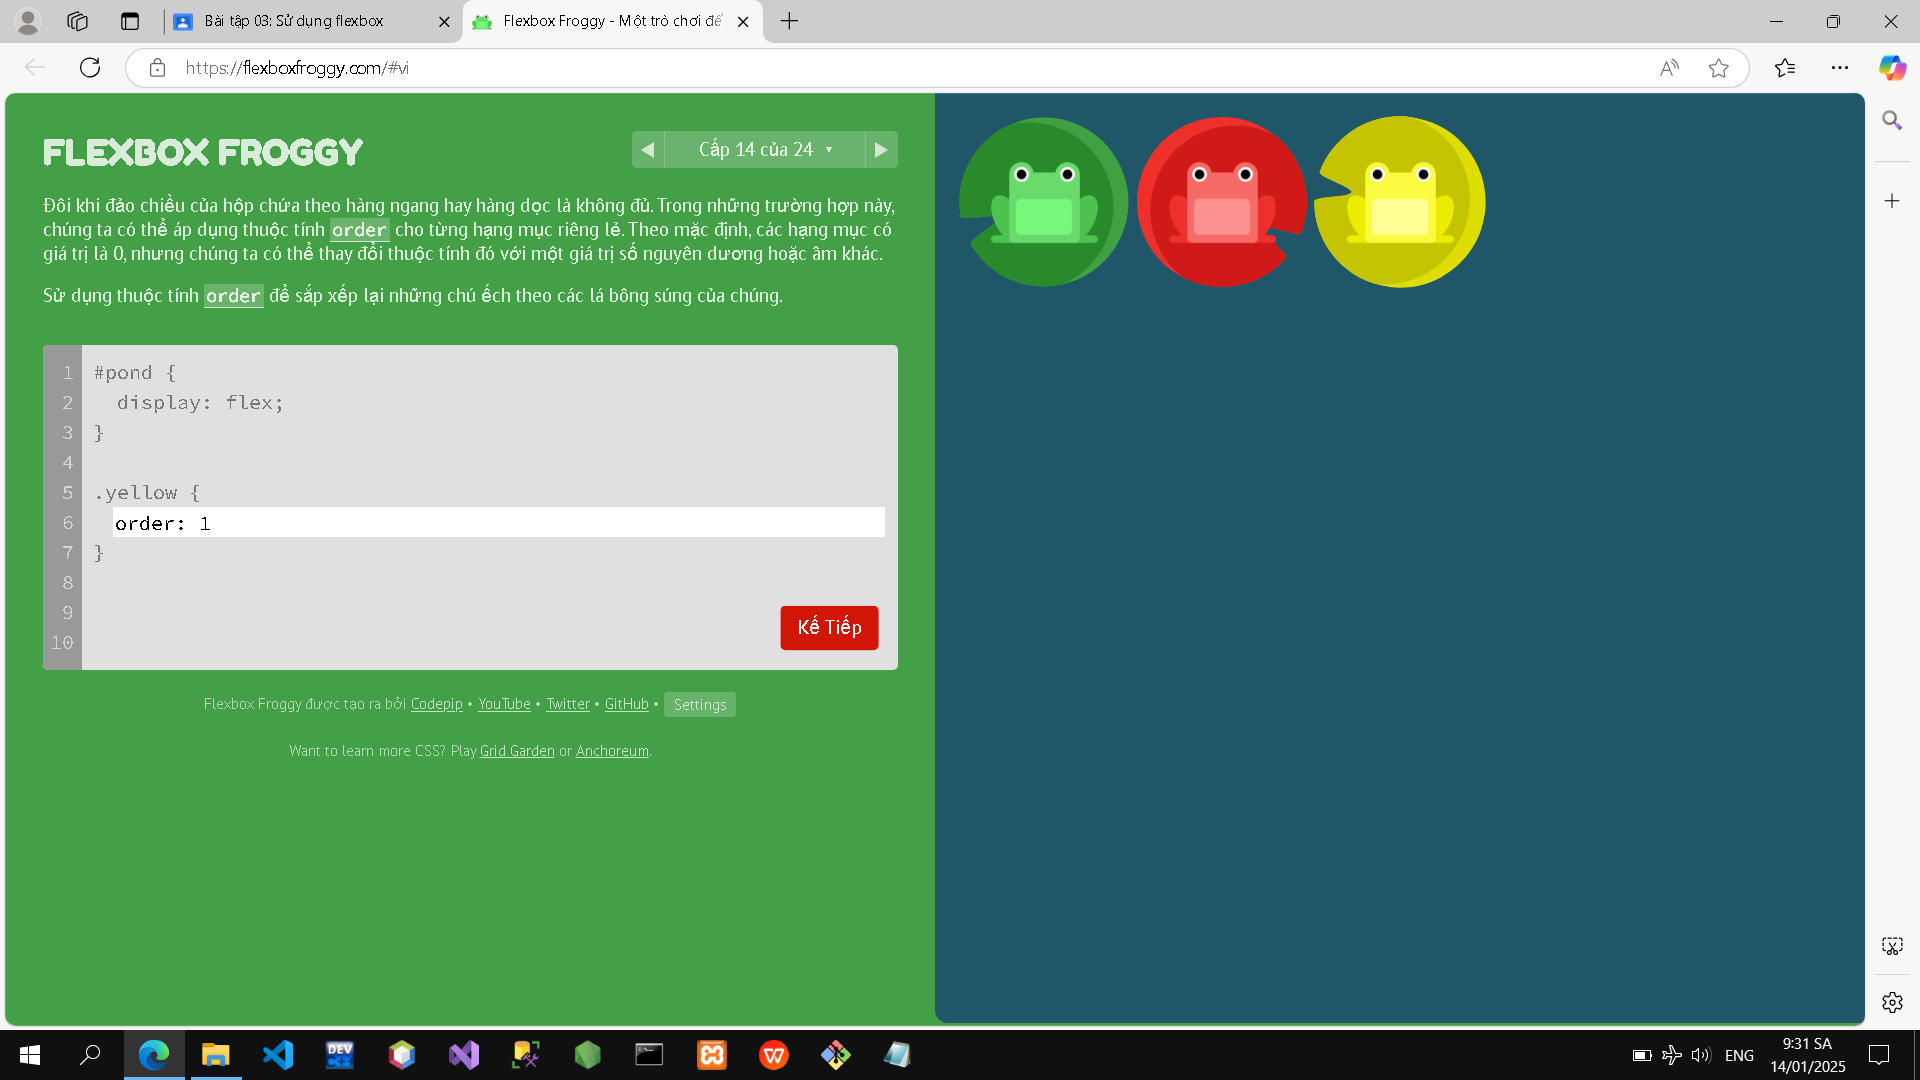 Bài tập 03: Sử dụng flexbox
Flexbox Froggy - Một trò chơi để
https://flexboxfroggy.com/#vi
FLEXBOX FROGGY
Cấp 14 của 24 ▾
Đôi khi đảo chiều của hộp chứa theo hàng ngang hay hàng dọc là không đủ. Trong những trường hợp này,
chúng ta có thể áp dụng thuộc tính order cho từng hạng mục riêng lẻ. Theo mặc định, các hạng mục có
giá trị là 0, nhưng chúng ta có thể thay đổi thuộc tính đó với một giá trị số nguyên dương hoặc âm khác.
Sử dụng thuộc tính order để sắp xếp lại những chú ếch theo các lá bông súng của chúng.
1 #pond {
2 display: flex;
3 }
4
5 .yellow {
6 order: 1
7 }
8
9
10
Kế Tiếp
Flexbox Froggy được tạo ra bởi Codepip • YouTube • Twitter • GitHub • Settings
Want to learn more CSS? Play Grid Garden or Anchoreum.
DEV C++
ENG
9:31 SA
14/01/2025